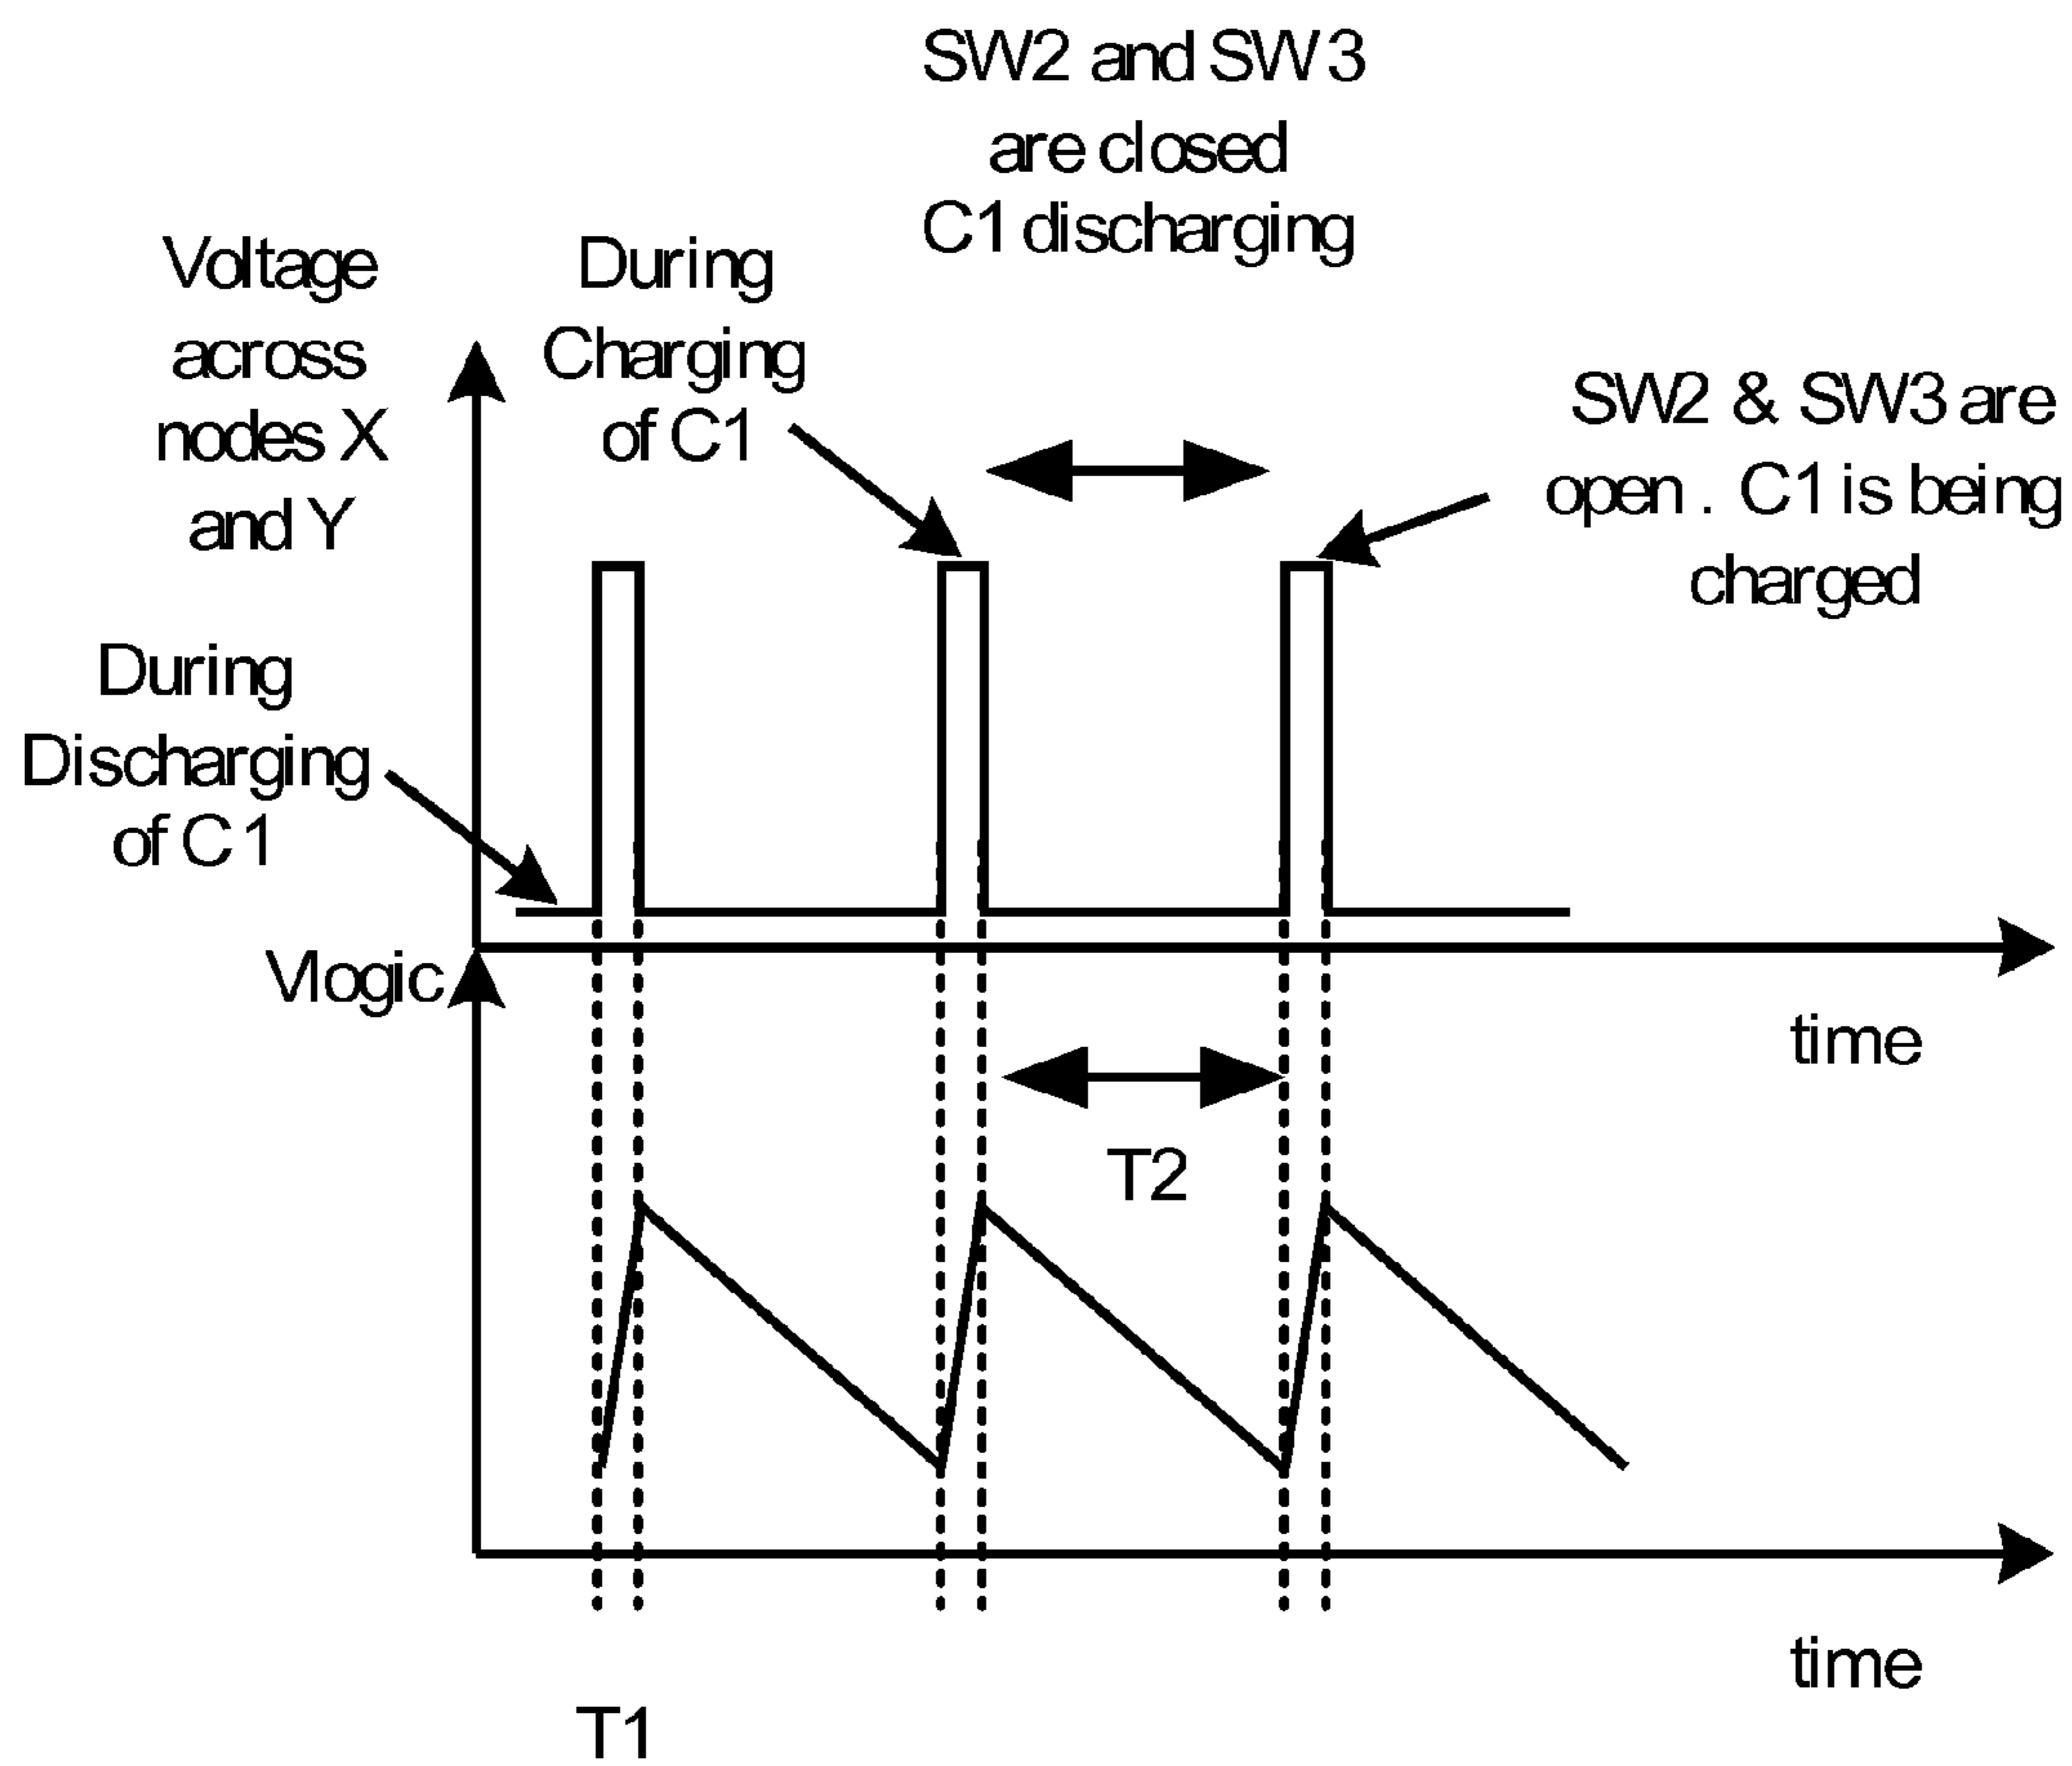 SW2 and SW3
are closed
C1 discharging
Voltage
across
nodes X
and Y
During
Charging
of C1
SW2 & SW3 are
open . C1 is being
charged
During
Discharging
of C1
Vlogic
time
T2
time
T1